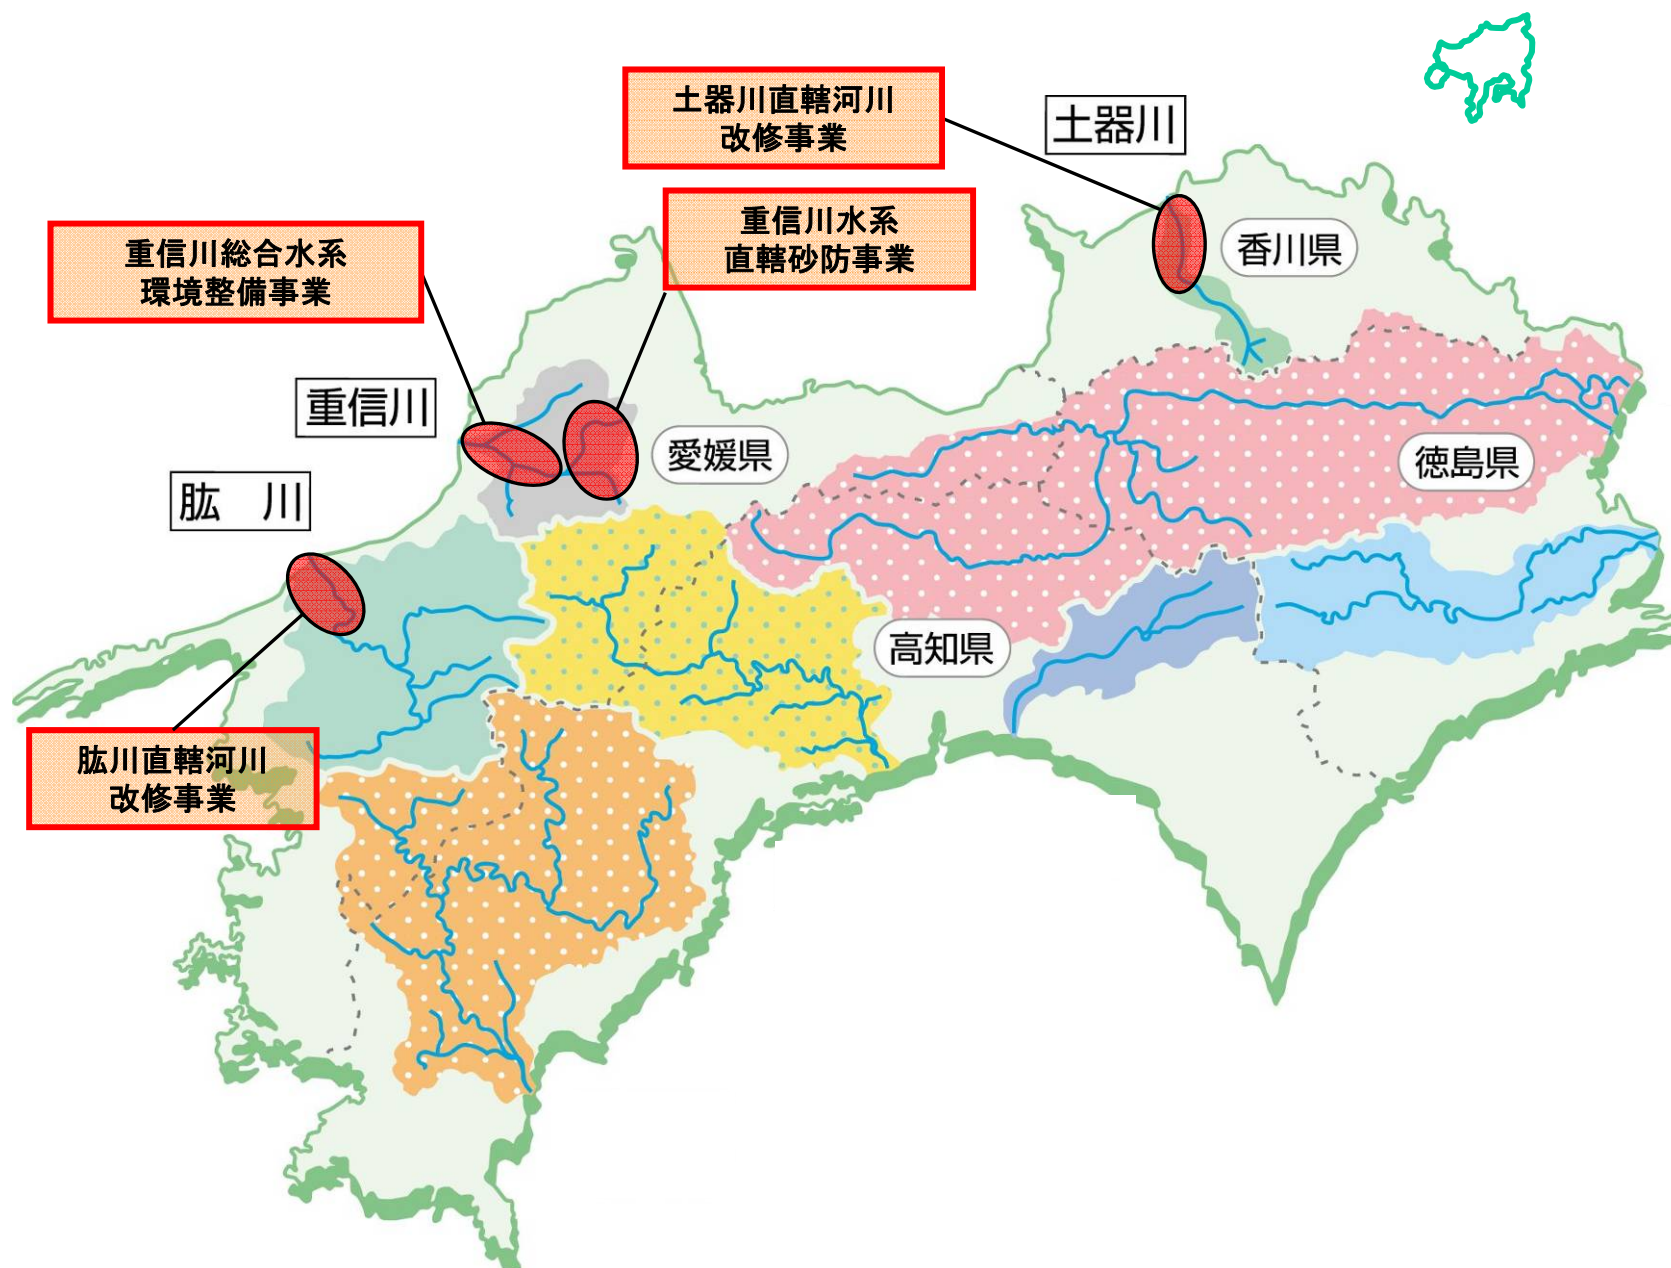 土器川直轄河川
改修事業
土器川
重信川水系
直轄砂防事業
重信川総合水系
環境整備事業
香川県
重信川
愛媛県
徳島県
肱　川
高知県
肱川直轄河川
改修事業